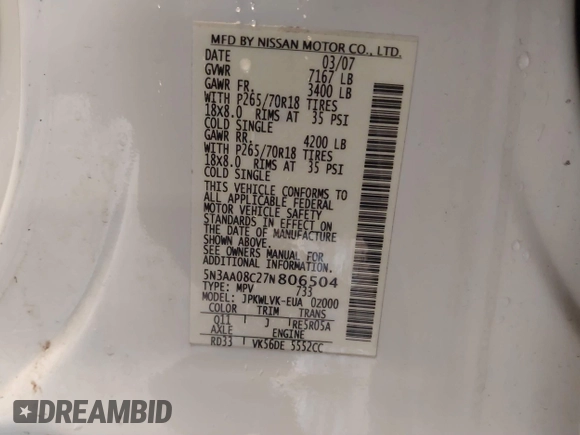 MFD BY NISSAN MOTOR CO., LTD.
DATE 03/07
GVWR 7167 LB
GAWR FR. 3400 LB
WITH P265/70R18 TIRES
18X8.0 RIMS AT 35 PSI
COLD SINGLE
GAWR RR. 4200 LB
WITH P265/70R18 TIRES
18X8.0 RIMS AT 35 PSI
COLD SINGLE
THIS VEHICLE CONFORMS TO
ALL APPLICABLE FEDERAL
MOTOR VEHICLE SAFETY
STANDARDS IN EFFECT ON
THE DATE OF MANUFACTURE
SHOWN ABOVE.
SEE OWNERS MANUAL FOR
ADDITIONAL INFORMATION.
5N3AA08C27N806504
TYPE: MPV 733
MODEL: JPKWLVK-EUA 02000
COLOR TRIM TRANS
Q11 J RE5R05A
AXLE ENGINE
RD33 VK56DE 5552CC
DREAMBID